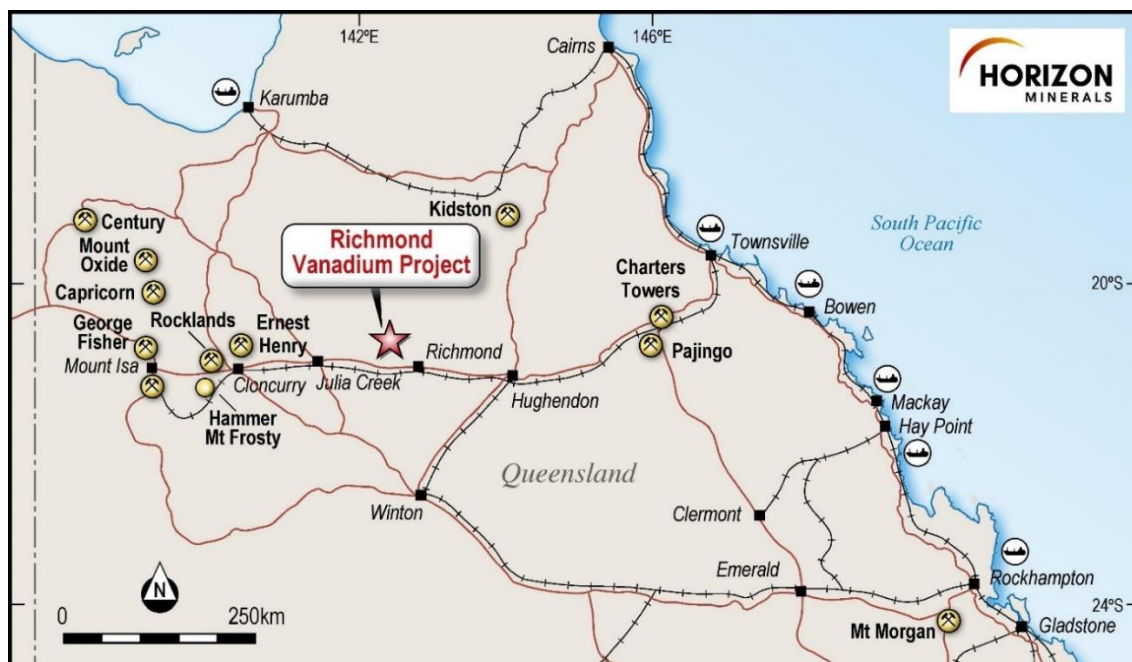 142°E
146°E
Cairns
HORIZON
MINERALS
Karumba
Kidston
South Pacific
Ocean
Century
Mount
Oxide
Capricorn
Richmond
Vanadium Project
Townsville
Charters
Towers
20°S
Bowen
George
Fisher
Rocklands
Ernest
Henry
Mount Isa
Cloncurry
Julia Creek
Richmond
Pajingo
Hughendon
Mackay
Hay Point
Hammer
Mt Frosty
Queensland
Winton
Clermont
Emerald
Rockhampton
24°S
N
0
250km
Mt Morgan
Gladstone